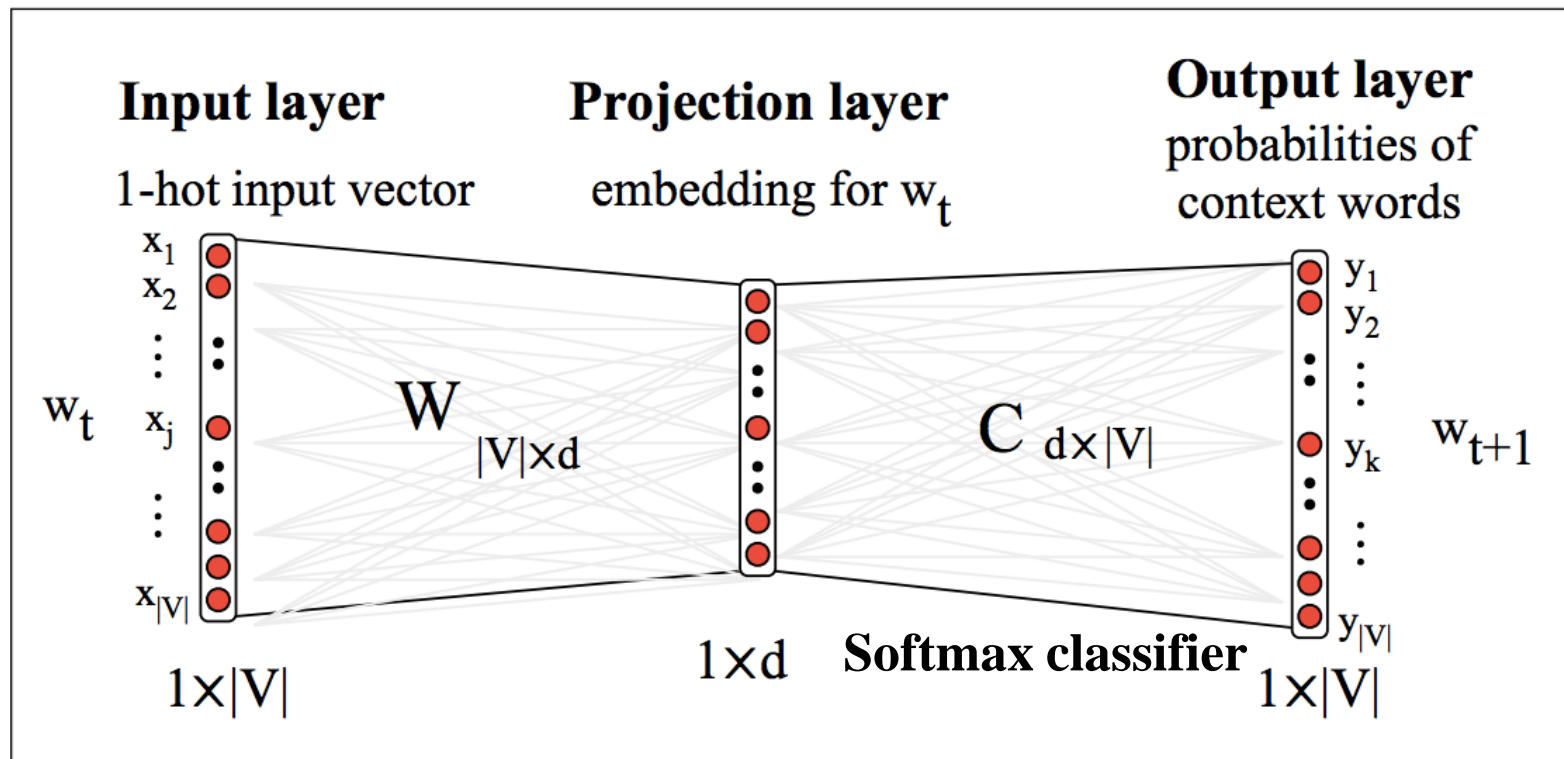 Input layer
1-hot input vector
Projection layer
embedding for wt
Output layer
probabilities of
context words
wt
x1
x2
xj
x|V|
1×|V|
W |V|×d
1×d
C d×|V|
Softmax classifier
y1
y2
yk
y|V|
1×|V|
wt+1